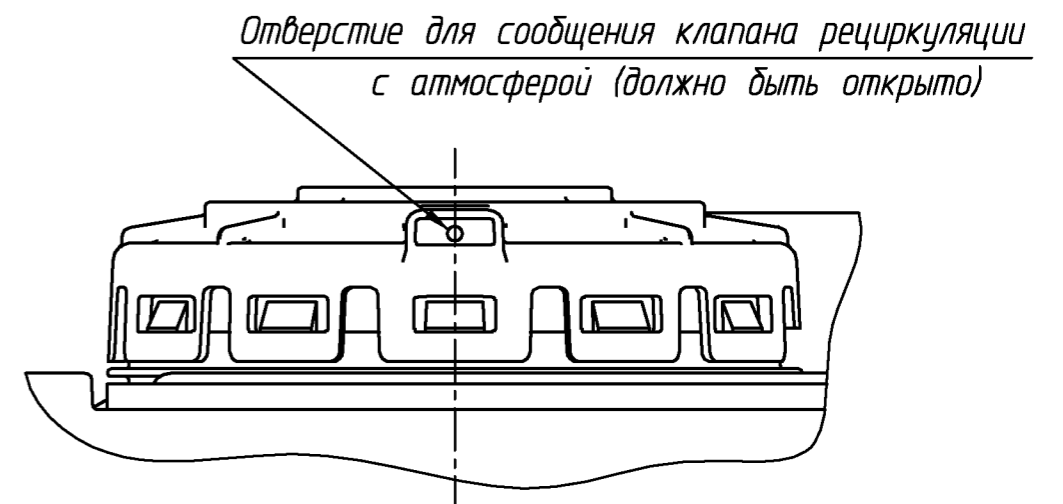 Отверстие для сообщения клапана рециркуляции
с атмосферой (должно быть открыто)